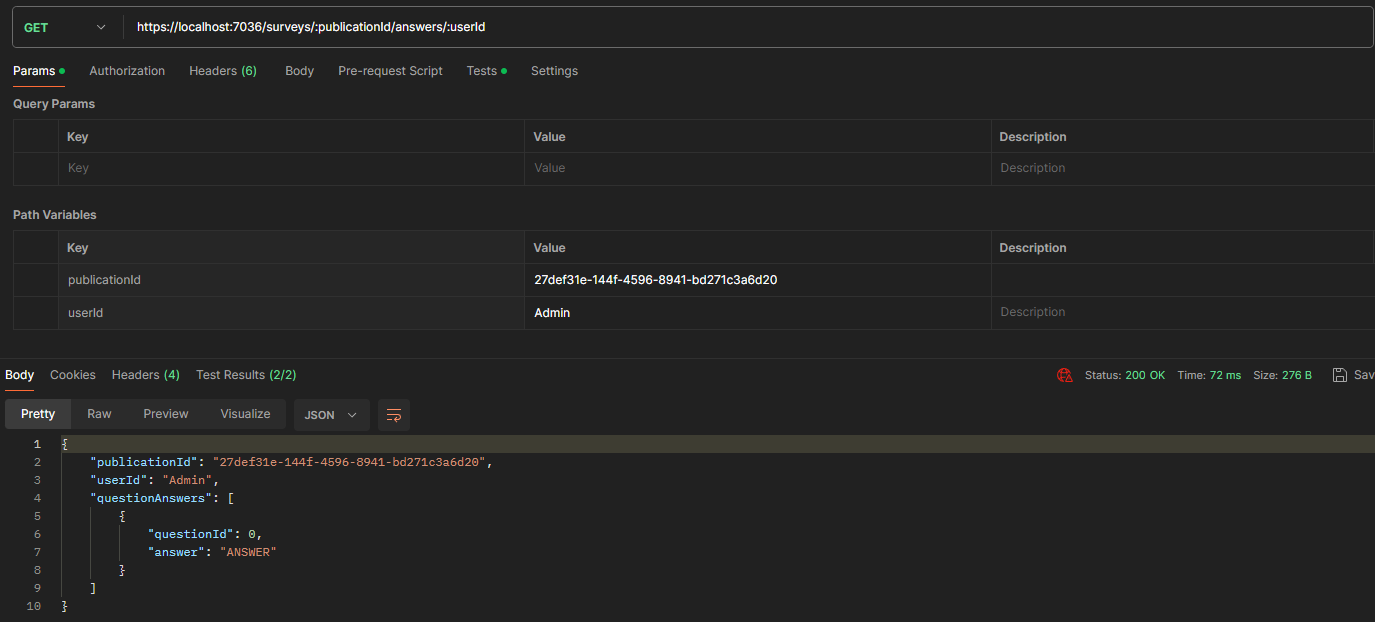 GET https://localhost:7036/surveys/:publicationId/answers/:userId
Params Authorization Headers (6) Body Pre-request Script Tests Settings
Query Params
Key Value Description
Key Value Description
Path Variables
Key Value Description
publicationId 27def31e-144f-4596-8941-bd271c3a6d20
userId Admin Description
Body Cookies Headers (4) Test Results (2/2) Status: 200 OK Time: 72 ms Size: 276 B Sav
Pretty Raw Preview Visualize JSON
1 {
2 "publicationId": "27def31e-144f-4596-8941-bd271c3a6d20",
3 "userId": "Admin",
4 "questionAnswers": [
5 {
6 "questionId": 0,
7 "answer": "ANSWER"
8 }
9 ]
10 }